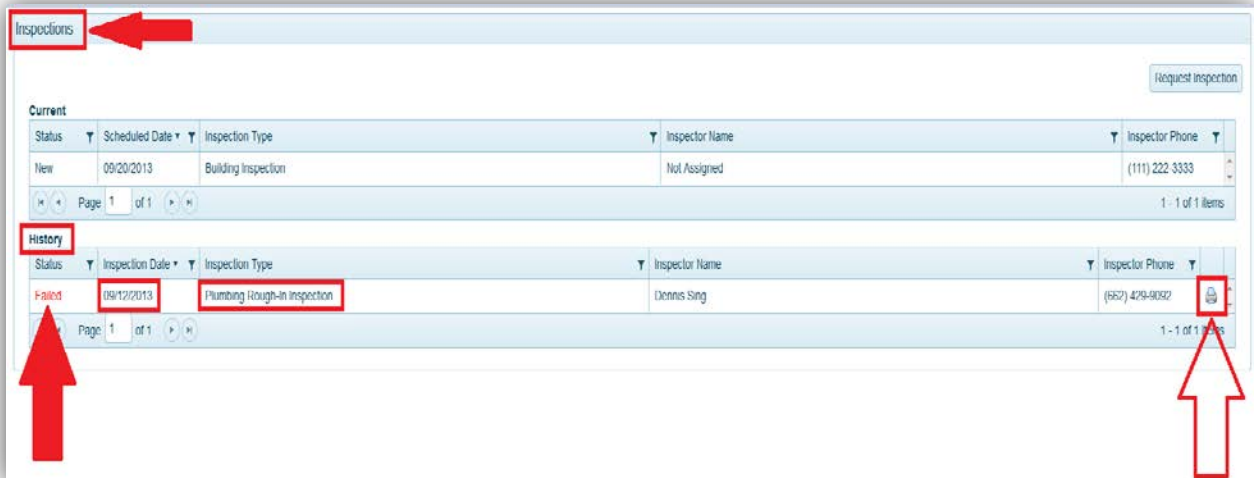 Inspections
Request Inspection
Current
Status Scheduled Date Inspection Type Inspector Name Inspector Phone
New 09/20/2013 Building Inspection Not Assigned (111) 222-3333
Page 1 of 1 1 - 1 of 1 items
History
Status Inspection Date Inspection Type Inspector Name Inspector Phone
Failed 09/12/2013 Plumbing Rough-In Inspection Dennis Sing (662) 429-9092
Page 1 of 1 1 - 1 of 1 items